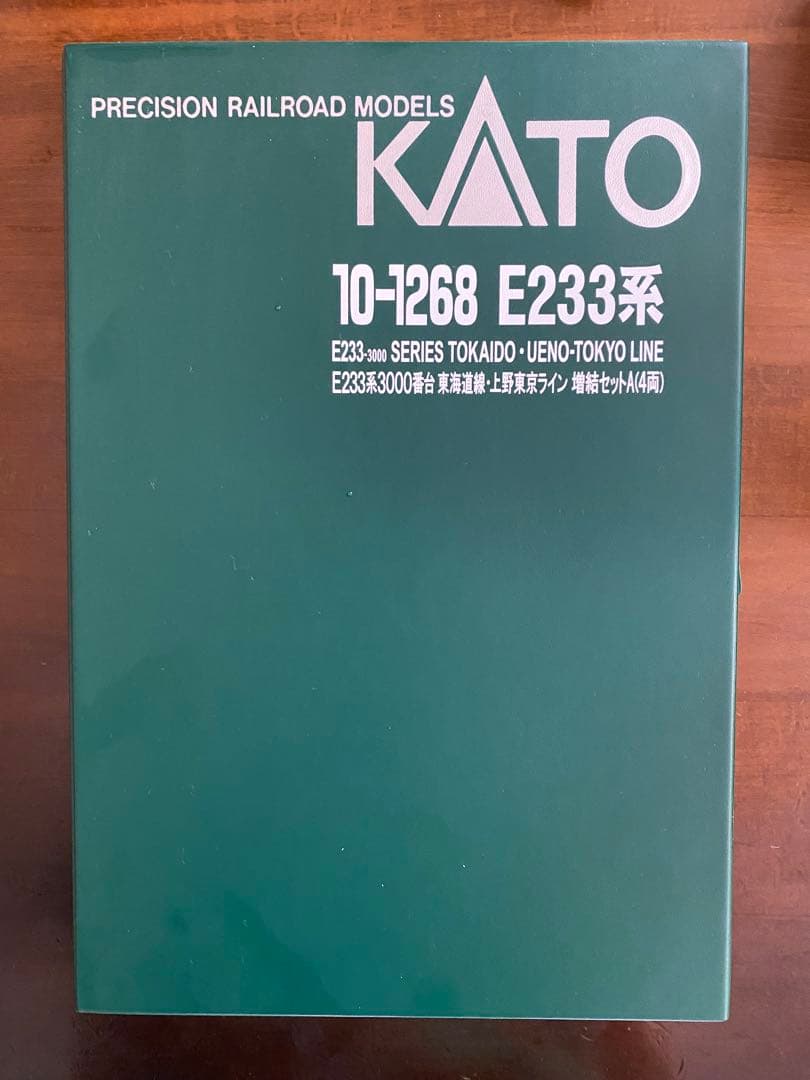 PRECISION RAILROAD MODELS
KATO
10-1268 E233系
E233-3000 SERIES TOKAIDO・UENO-TOKYO LINE
E233系3000番台 東海道線・上野東京ライン 増結セットA(4両)